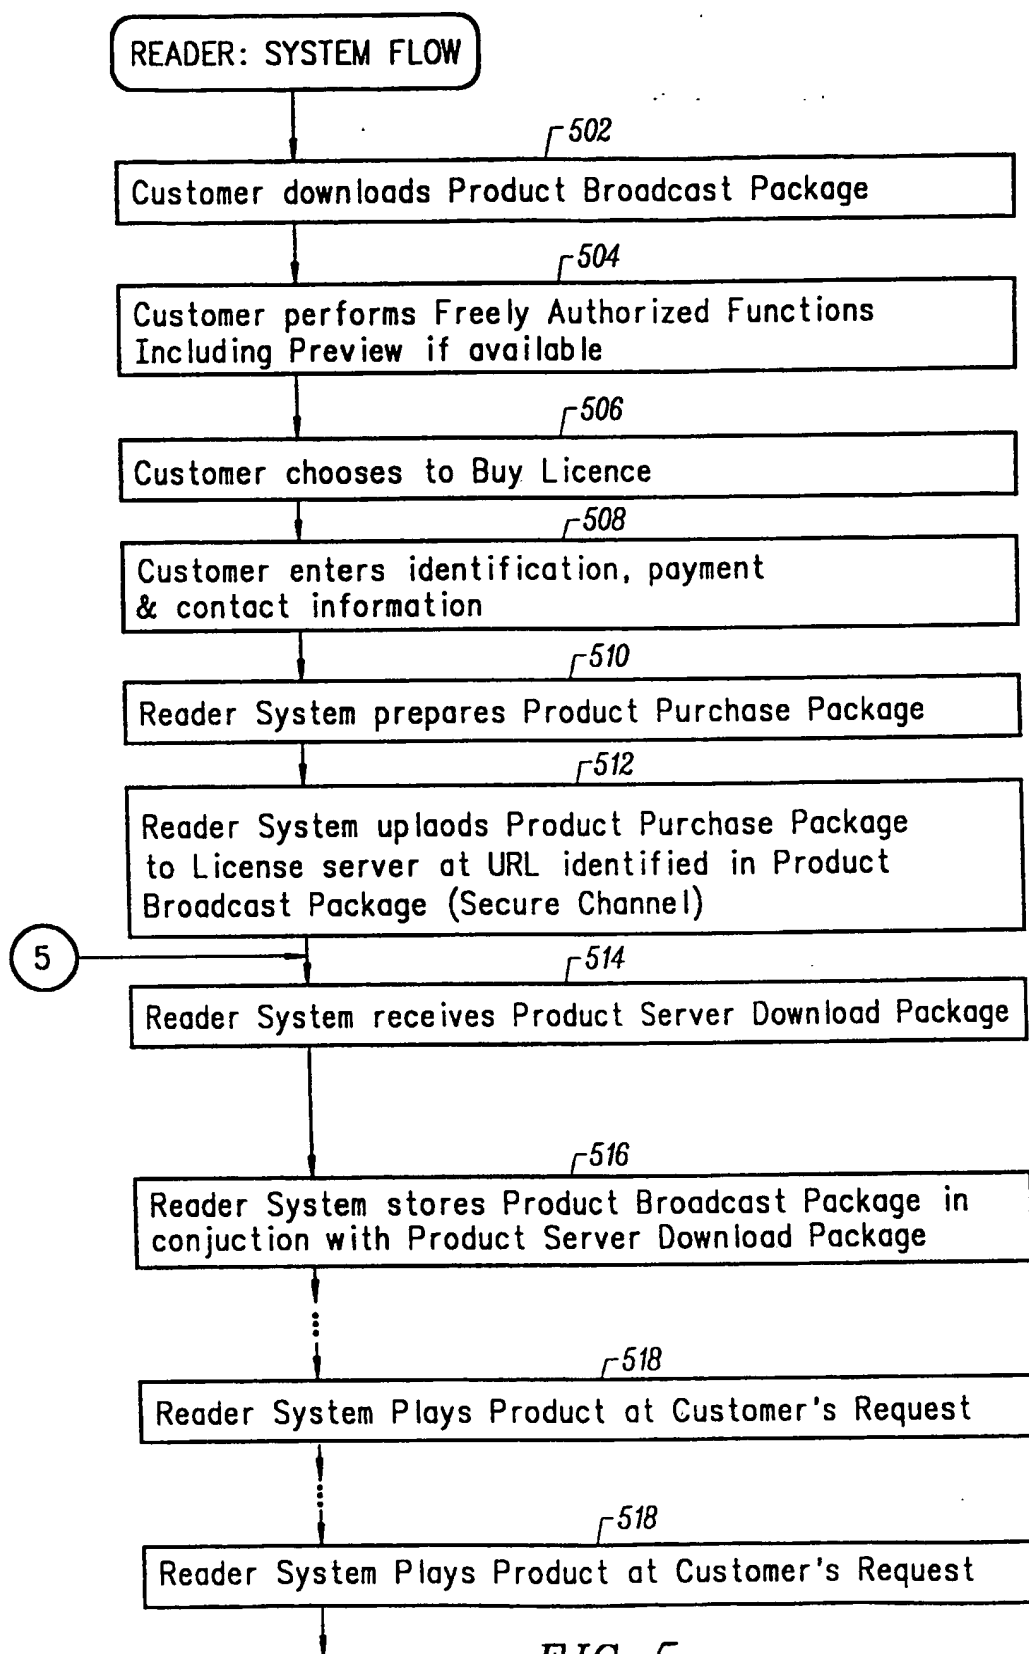 READER: SYSTEM FLOW
502
Customer downloads Product Broadcast Package
504
Customer performs Freely Authorized Functions
Including Preview if available
506
Customer chooses to Buy Licence
508
Customer enters identification, payment
& contact information
510
Reader System prepares Product Purchase Package
512
Reader System uplaods Product Purchase Package
to License server at URL identified in Product
Broadcast Package (Secure Channel)
5
514
Reader System receives Product Server Download Package
516
Reader System stores Product Broadcast Package in
conjuction with Product Server Download Package
518
Reader System Plays Product at Customer's Request
518
Reader System Plays Product at Customer's Request
FIG. 5